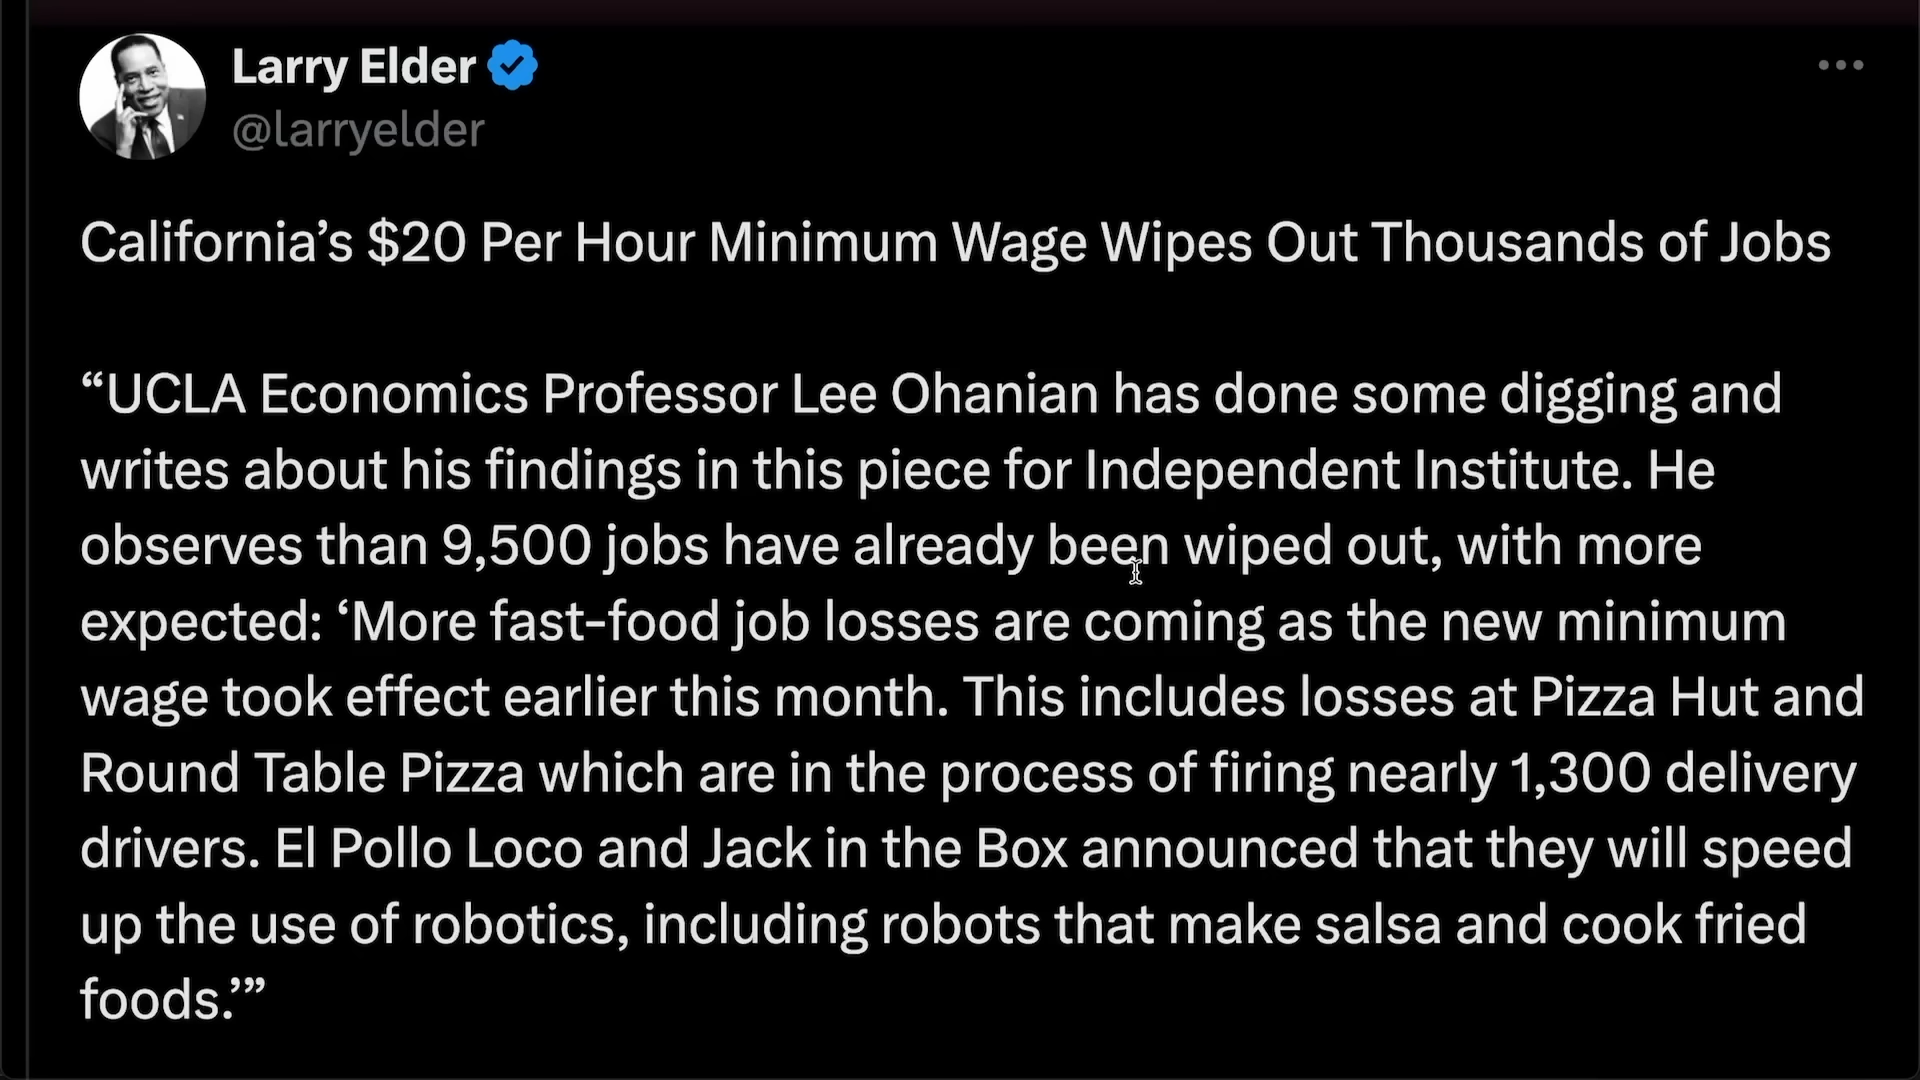 Larry Elder
@larryelder
California’s $20 Per Hour Minimum Wage Wipes Out Thousands of Jobs
“UCLA Economics Professor Lee Ohanian has done some digging and
writes about his findings in this piece for Independent Institute. He
observes than 9,500 jobs have already been wiped out, with more
expected: ‘More fast-food job losses are coming as the new minimum
wage took effect earlier this month. This includes losses at Pizza Hut and
Round Table Pizza which are in the process of firing nearly 1,300 delivery
drivers. El Pollo Loco and Jack in the Box announced that they will speed
up the use of robotics, including robots that make salsa and cook fried
foods.’”